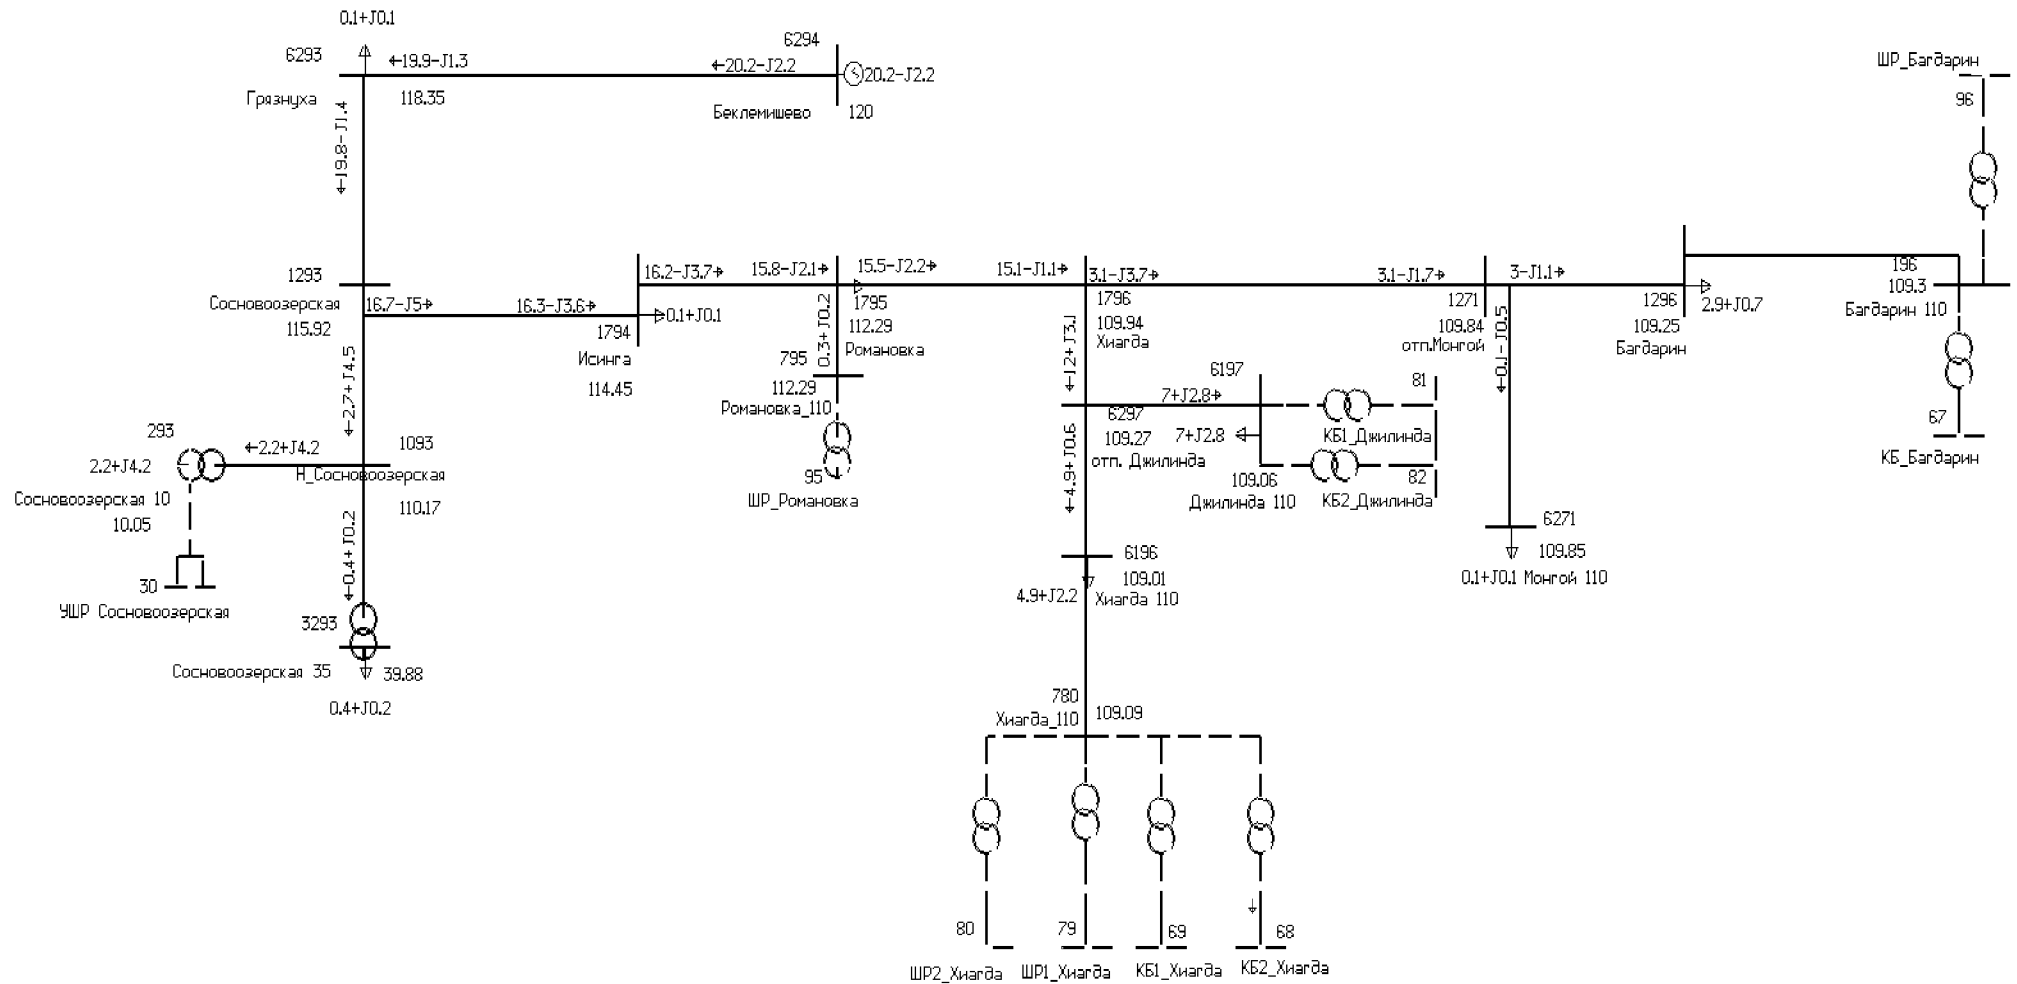 0.1+J0.1
6293
←19.9-J1.3
←20.2-J2.2
6294
20.2-J2.2
Грязнуха
118.35
Беклемишево
120
←19.8-J1.4
ШР_Багдарин
96
1293
Сосновоозерская
115.92
16.7-J5→
16.3-J3.6→
1794
0.1+J0.1
Исинга
114.45
16.2-J3.7→
15.8-J2.1→
15.5-J2.2→
15.1-J1.1→
3.1-J3.7→
3.1-J1.7→
3-J1.1→
1795
112.29
Романовка
0.3+J0.2
795
112.29
Романовка_110
95
ШР_Романовка
1796
109.94
Хиагда
←12+J3.1
1271
109.84
отп.Монгой
←0.1-J0.5
1296
109.25
Багдарин
2.9+J0.7
196
109.3
Багдарин 110
67
КБ_Багдарин
←2.7+J4.5
293
←2.2+J4.2
2.2+J4.2
Сосновоозерская 10
10.05
30
УШР Сосновоозерская
1093
Н_Сосновоозерская
110.17
←0.4+J0.2
3293
Сосновоозерская 35
39.88
0.4+J0.2
6197
7+J2.8→
6297
109.27
отп. Джилинда
7+J2.8
109.06
Джилинда 110
81
КБ1_Джилинда
82
КБ2_Джилинда
←4.9+J0.6
6196
109.01
4.9+J2.2
Хиагда 110
6271
109.85
0.1+J0.1 Монгой 110
780
Хиагда_110
109.09
80
79
69
68
ШР2_Хиагда
ШР1_Хиагда
КБ1_Хиагда
КБ2_Хиагда